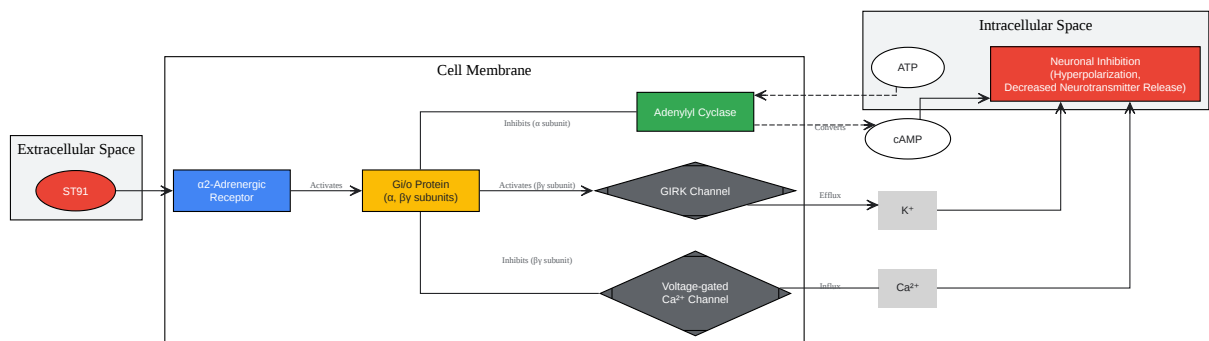 Intracellular Space
ATP
Neuronal Inhibition
(Hyperpolarization,
Decreased Neurotransmitter Release)
Cell Membrane
Adenylyl Cyclase
Inhibits (α subunit)
Converts
cAMP
Extracellular Space
ST91
α2-Adrenergic
Receptor
Activates
Gi/o Protein
(α, βγ subunits)
Activates (βγ subunit)
GIRK Channel
Efflux
K⁺
Inhibits (βγ subunit)
Voltage-gated
Ca²⁺ Channel
Influx
Ca²⁺